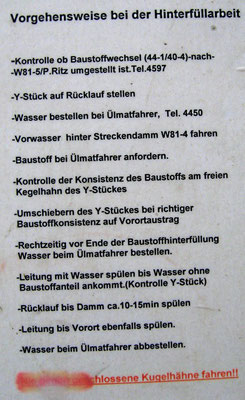 Vorgehensweise bei der Hinterfüllarbeit
-Kontrolle ob Baustoffwechsel (44-1/40-4)-nach-
-W81-5/P.Ritz umgestellt ist.Tel.4597
-Y-Stück auf Rücklauf stellen
-Wasser bestellen bei Ülmatfahrer, Tel. 4450
-Vorwasser hinter Streckendamm W81-4 fahren
-Baustoff bei Ülmatfahrer anfordern.
-Kontrolle der Konsistenz des Baustoffs am freien
Kegelhahn des Y-Stückes
-Umschiebern des Y-Stückes bei richtiger
Baustoffkonsistenz auf Vorortaustrag
-Rechtzeitig vor Ende der Baustoffhinterfüllung
Wasser beim Ülmatfahrer bestellen.
-Leitung mit Wasser spülen bis Wasser ohne
Baustoffanteil ankommt.(Kontrolle Y-Stück)
-Rücklauf bis Damm ca.10-15min spülen
-Leitung bis Vorort ebenfalls spülen.
-Wasser beim Ülmatfahrer abbestellen.
chlossene Kugelhähne fahren!!